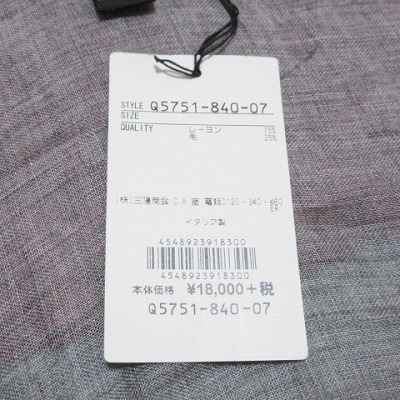 STYLE Q5751-840-07
SIZE
QUALITY レーヨン 75%
毛 25%
(株)三陽商会 C.R.室 電話0120-340-460
EA
イタリア製
4548923918300
4548923918300
本体価格 ¥18,000+税
Q5751-840-07